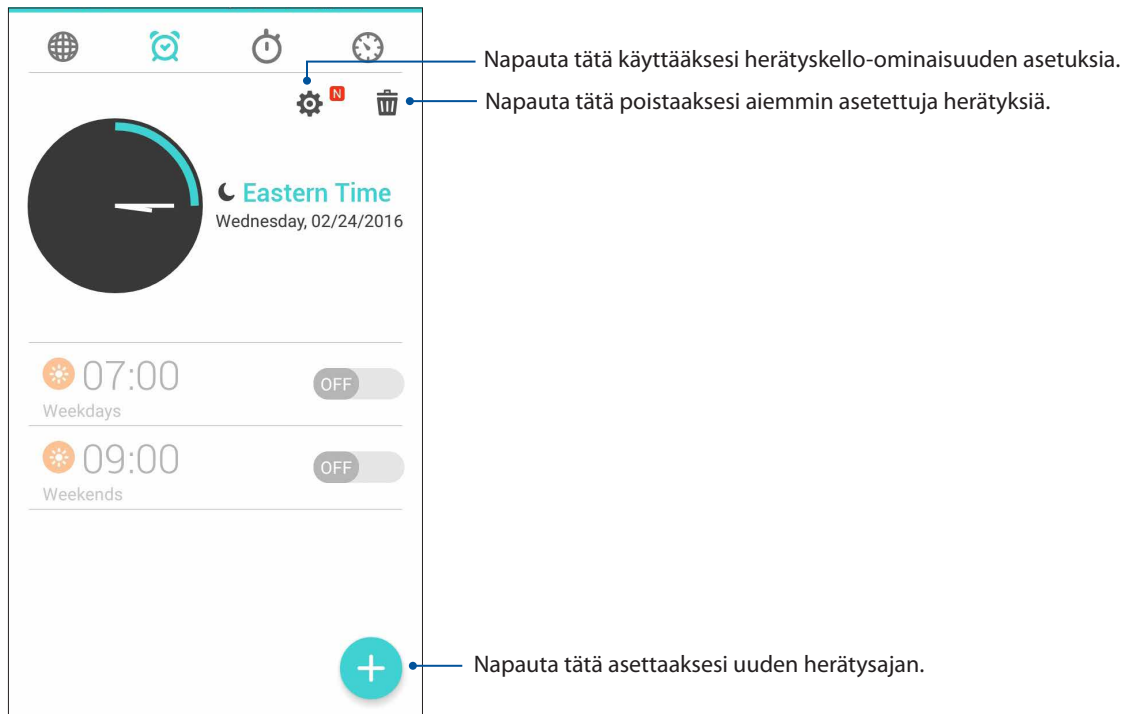 Napauta tätä käyttääksesi herätyskello-ominaisuuden asetuksia.
N
Napauta tätä poistaaksesi aiemmin asetettuja herätyksiä.
Eastern Time
Wednesday, 02/24/2016
07:00
OFF
Weekdays
09:00
OFF
Weekends
Napauta tätä asettaaksesi uuden herätysajan.